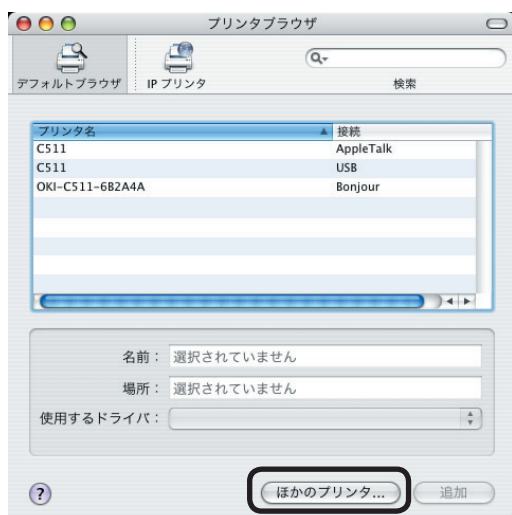 プリンタブラウザ
デフォルトブラウザ
IP プリンタ
検索
プリンタ名 接続
C511 AppleTalk
C511 USB
OKI-C511-6B2A4A Bonjour
名前： 選択されていません
場所： 選択されていません
使用するドライバ：
? ほかのプリンタ... 追加